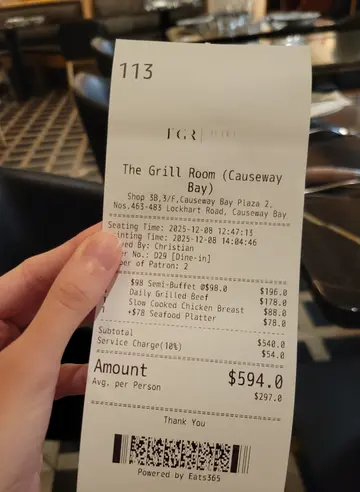 113
TGR
The Grill Room (Causeway
Bay)
Shop 3B,3/F,Causeway Bay Plaza 2,
Nos.463-483 Lockhart Road, Causeway Bay
Seating Time: 2025-12-08 12:47:13
inting Time: 2025-12-08 14:04:46
ed By: Christian
er No.: D29 [Dine-in]
ber of Patron: 2
$98 Semi-Buffet @$98.0 $196.0
Daily Grilled Beef $178.0
Slow Cooked Chicken Breast $88.0
+$78 Seafood Platter $78.0
Subtotal $540.0
Service Charge(10%) $54.0
Amount $594.0
Avg. per Person $297.0
Thank You
Powered by Eats365